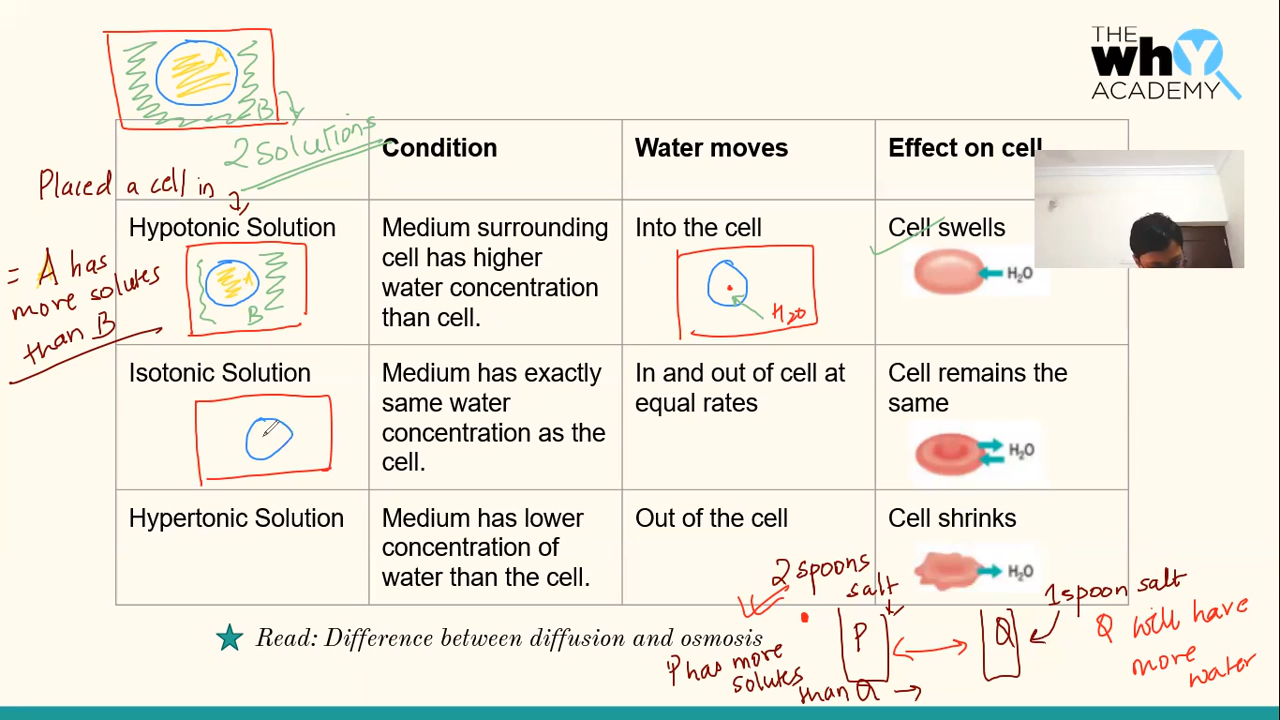 THE
whY
ACADEMY
A
B
2 solutions
Placed a cell in
Condition
Water moves
Effect on cell
Hypotonic Solution
Medium surrounding
cell has higher
water concentration
than cell.
Into the cell
Cell swells
H₂O
H₂O
A
B
= A has
more solutes
than B
Isotonic Solution
Medium has exactly
same water
concentration as the
cell.
In and out of cell at
equal rates
Cell remains the
same
H₂O
Hypertonic Solution
Medium has lower
concentration of
water than the cell.
Out of the cell
Cell shrinks
H₂O
2 spoons
salt
P
Q
1 spoon salt
Q will have
more
water
P has more
solutes
than Q
Read: Difference between diffusion and osmosis